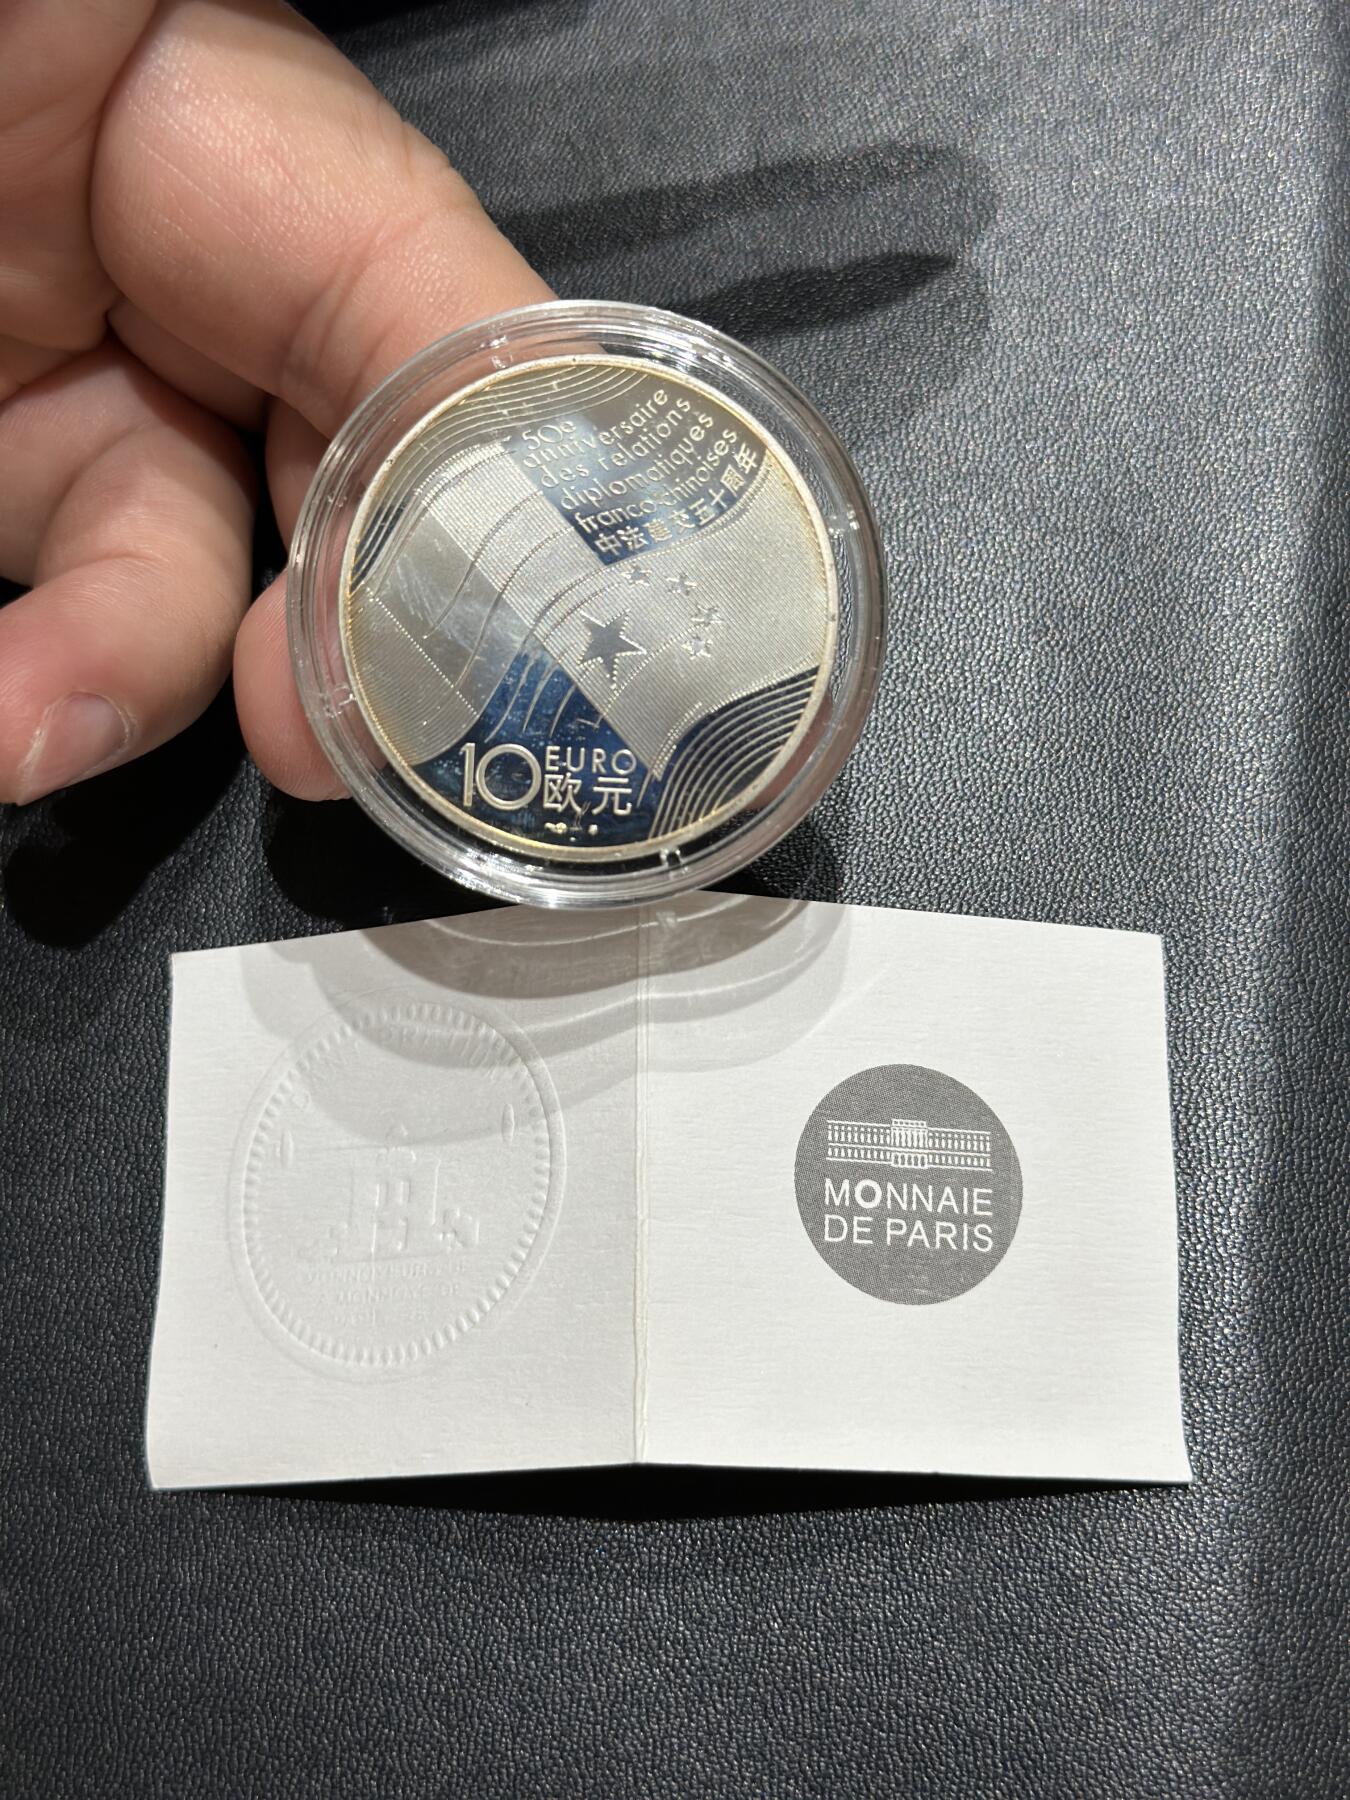 50e
anniversaire
des relations
diplomatiques
franco-chinoises
中法建交五十周年
10 EURO
欧元
MONNAIE
DE PARIS